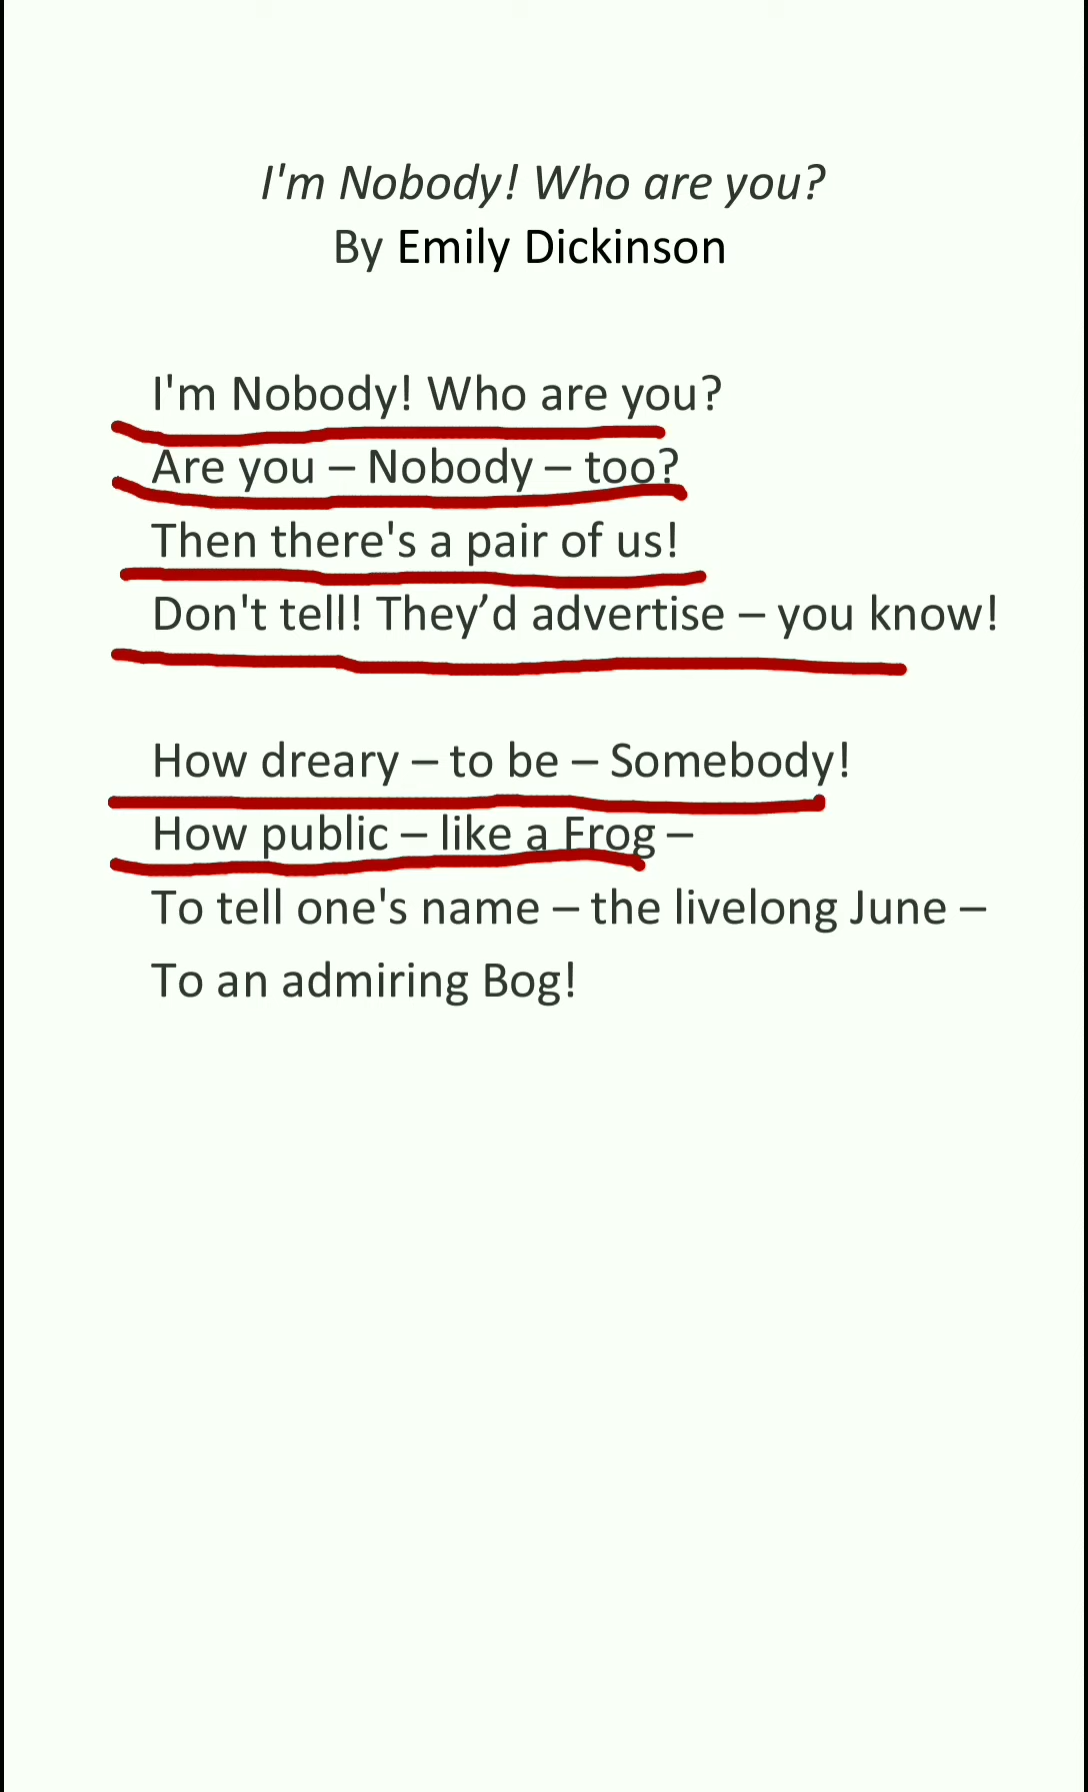 I'm Nobody! Who are you?
By Emily Dickinson
I'm Nobody! Who are you?
Are you – Nobody – too?
Then there's a pair of us!
Don't tell! They’d advertise – you know!
How dreary – to be – Somebody!
How public – like a Frog –
To tell one's name – the livelong June –
To an admiring Bog!